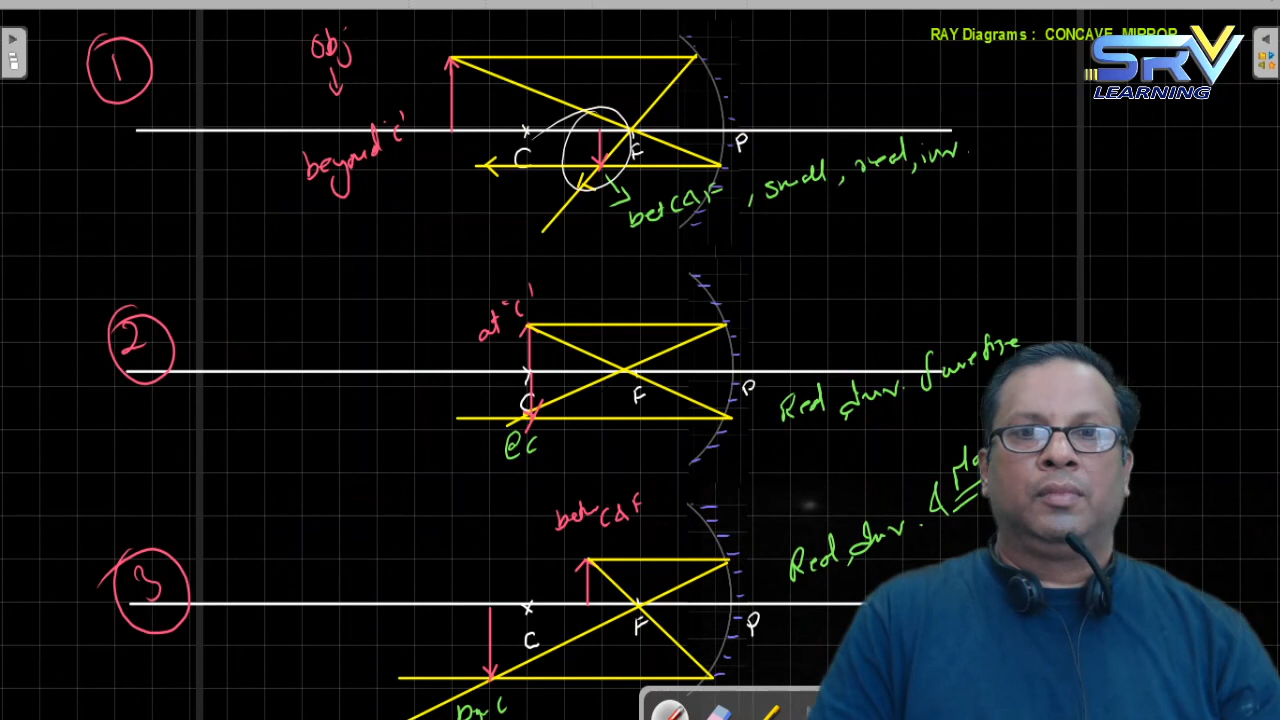 RAY Diagrams : CONCAVE MIRROR
SRV
LEARNING
1
obj
beyond 'c'
C
F
P
bet C & F , small, real, inv.
2
at 'c'
C
F
P
@ C
Real, Inv. & same size
3
bet C & F
C
F
P
Real, Inv. &